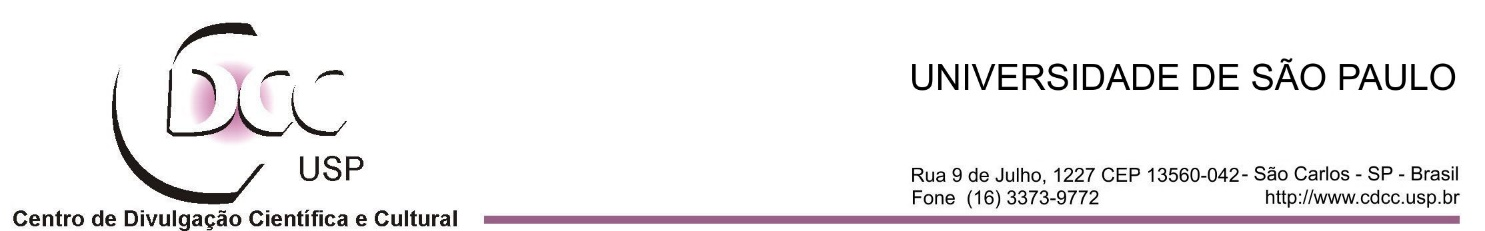 CDCC
USP
Centro de Divulgação Científica e Cultural
UNIVERSIDADE DE SÃO PAULO
Rua 9 de Julho, 1227 CEP 13560-042 - São Carlos - SP - Brasil
Fone (16) 3373-9772 http://www.cdcc.usp.br